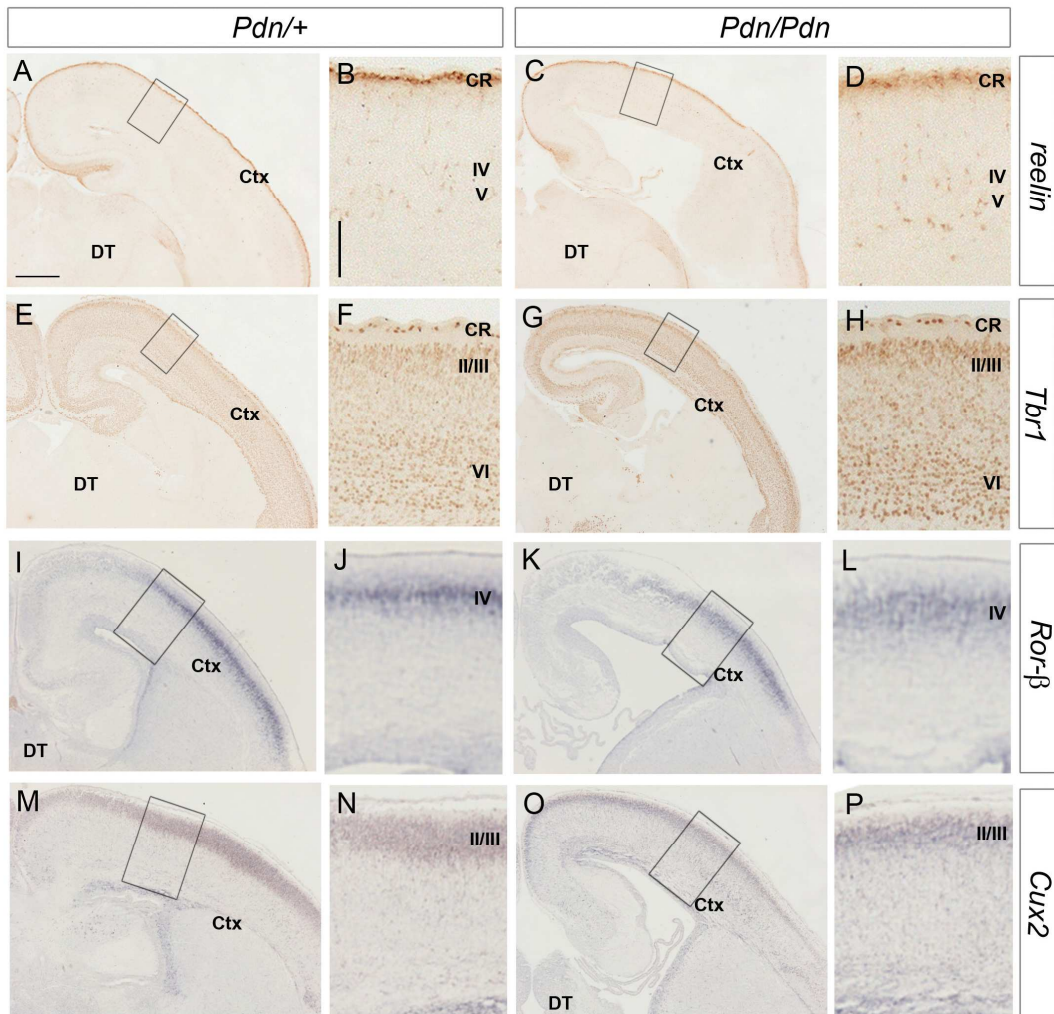 Pdn/+ Pdn/Pdn
A B CR C D CR
Ctx IV V Ctx IV V
DT DT
reelin
E F CR G H CR
II/III II/III
Ctx Ctx
DT VI DT VI
Tbr1
I J K L
IV IV
Ctx Ctx
DT
Ror-β
M N O P
II/III II/III
Ctx Ctx
DT
Cux2